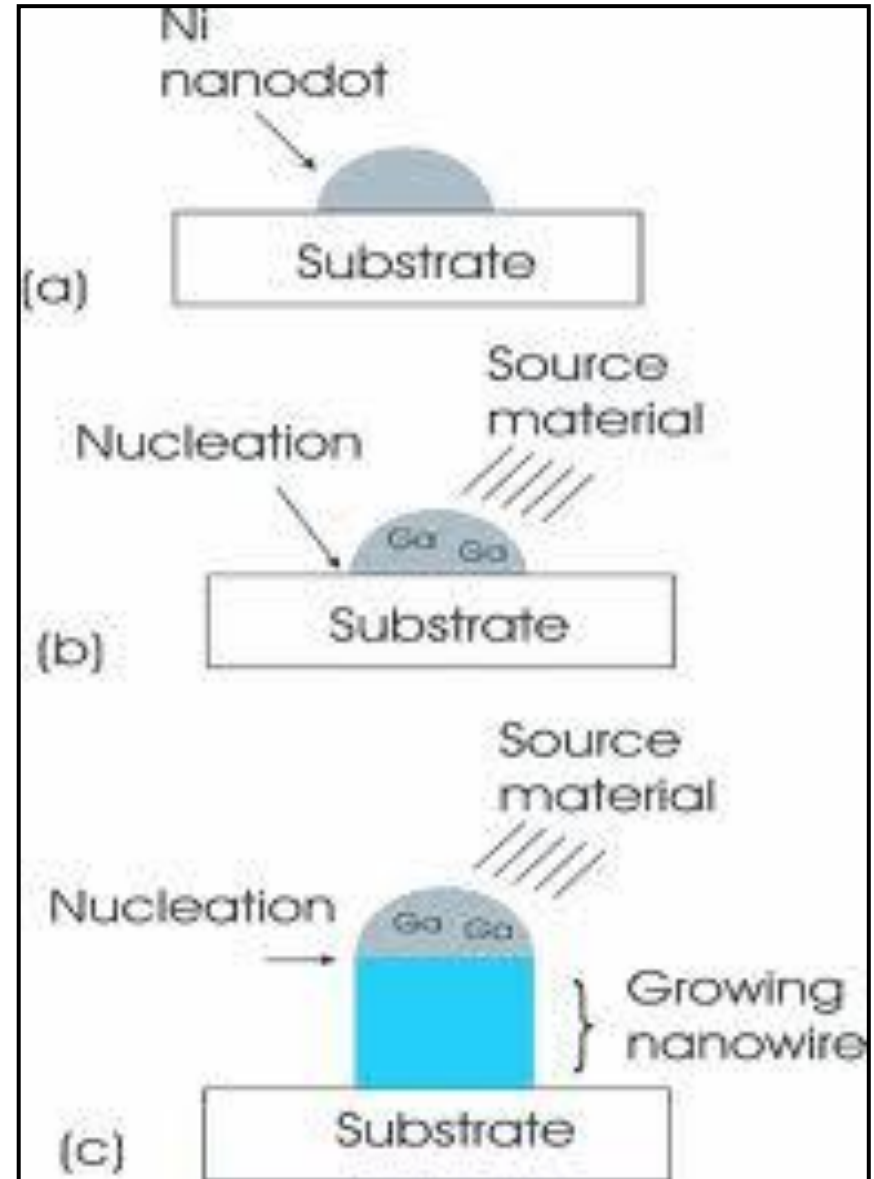 Ni
nanodot
Substrate
(a)
Source
material
Nucleation
Ga Ga
Substrate
(b)
Source
material
Nucleation
Ga Ga
Growing
nanowire
Substrate
(c)